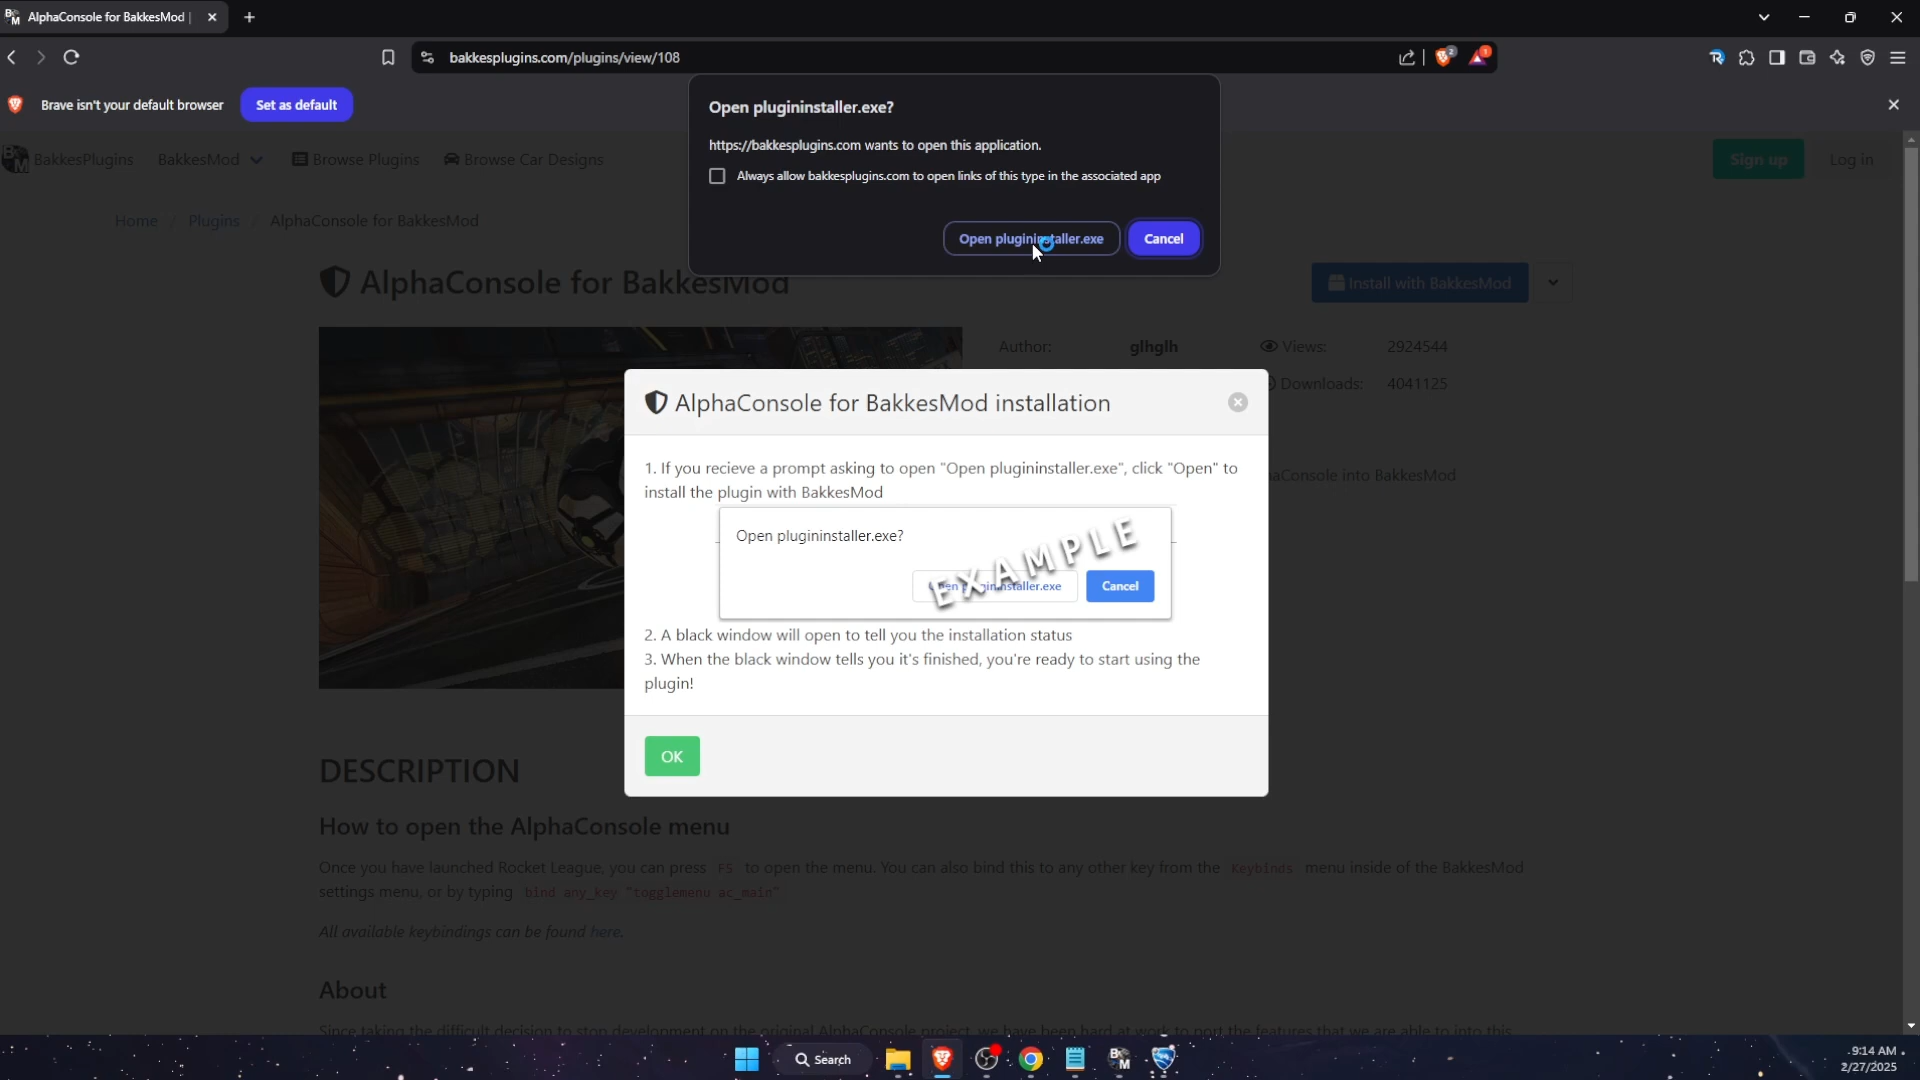 AlphaConsole for BakkesMod |
bakkesplugins.com/plugins/view/108
2
1
Brave isn't your default browser
Set as default
Open plugininstaller.exe?
https://bakkesplugins.com wants to open this application.
Always allow bakkesplugins.com to open links of this type in the associated app
Open plugininstaller.exe
Cancel
BakkesPlugins
BakkesMod
Browse Plugins
Browse Car Designs
Sign up
Log in
Home / Plugins / AlphaConsole for BakkesMod
AlphaConsole for BakkesMod
Install with BakkesMod
Author: glhglh
Views: 2924544
Downloads: 4041125
aConsole into BakkesMod
AlphaConsole for BakkesMod installation
1. If you recieve a prompt asking to open "Open plugininstaller.exe", click "Open" to
install the plugin with BakkesMod
Open plugininstaller.exe?
Open plugininstaller.exe
Cancel
EXAMPLE
2. A black window will open to tell you the installation status
3. When the black window tells you it's finished, you're ready to start using the
plugin!
OK
DESCRIPTION
How to open the AlphaConsole menu
Once you have launched Rocket League, you can press F5 to open the menu. You can also bind this to any other key from the Keybinds menu inside of the BakkesMod
settings menu, or by typing bind any_key "togglemenu ac_main"
All available keybindings can be found here.
About
Since taking the difficult decision to stop development on the original AlphaConsole project, we have been hard at work to port the features that we are able to into this
Search
9:14 AM
2/27/2025